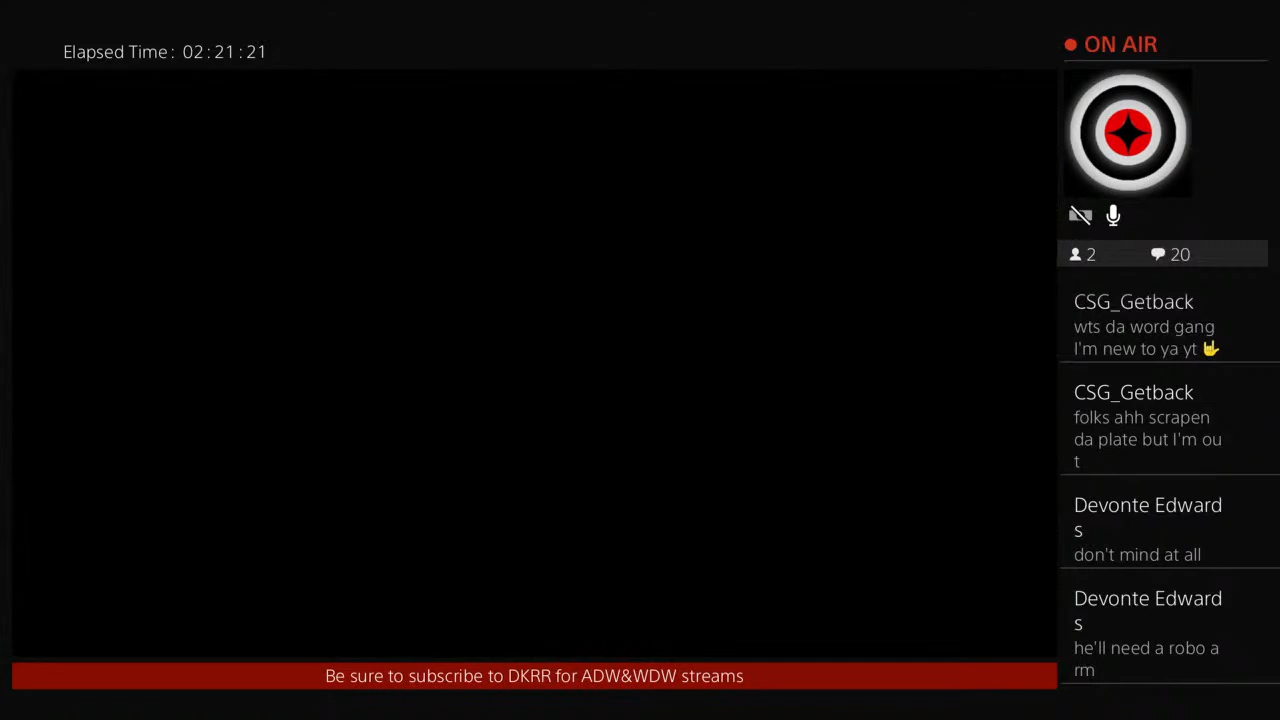 Elapsed Time: 02:21:21
ON AIR
2 20
CSG_Getback
wts da word gang
I'm new to ya yt 🤟
CSG_Getback
folks ahh scrapen
da plate but I'm ou
t
Devonte Edward
s
don't mind at all
Devonte Edward
s
he'll need a robo a
rm
Be sure to subscribe to DKRR for ADW&WDW streams